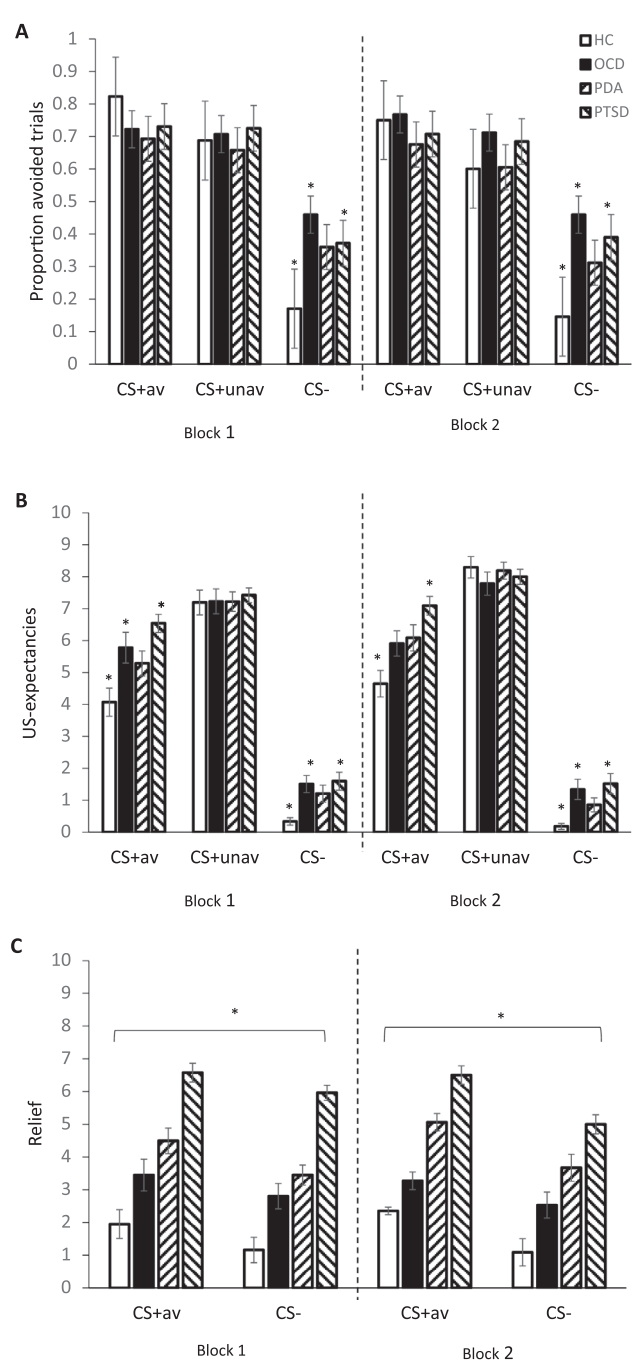 A
HC
OCD
PDA
PTSD
Proportion avoided trials
1
0.9
0.8
0.7
0.6
0.5
0.4
0.3
0.2
0.1
0
* * * * * *
CS+av CS+unav CS- CS+av CS+unav CS-
Block 1 Block 2
B
US-expectancies
10
9
8
7
6
5
4
3
2
1
0
* * * * * * * * * * *
CS+av CS+unav CS- CS+av CS+unav CS-
Block 1 Block 2
C
Relief
10
9
8
7
6
5
4
3
2
1
0
* *
CS+av CS- CS+av CS-
Block 1 Block 2